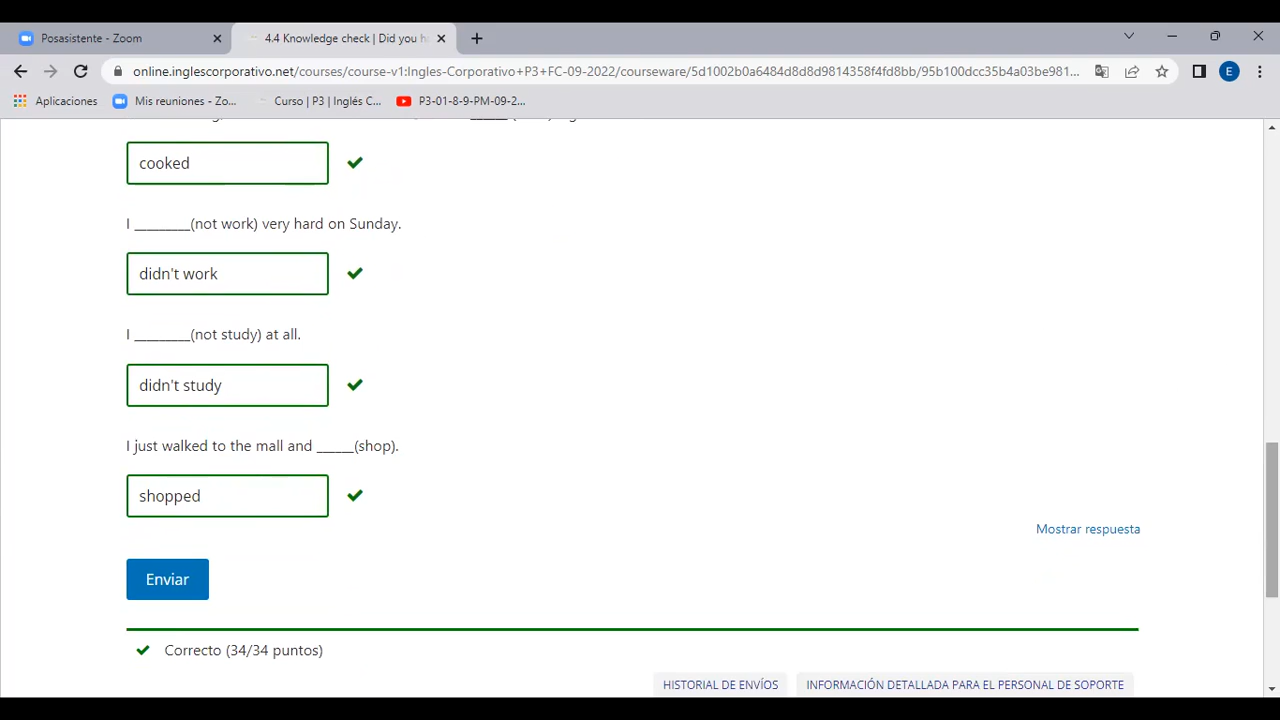 Posasistente - Zoom
4.4 Knowledge check | Did you ha
online.inglescorporativo.net/courses/course-v1:Ingles-Corporativo+P3+FC-09-2022/courseware/5d1002b0a6484d8d8d9814358f4fd8bb/95b100dcc35b4a03be981...
E
Aplicaciones
Mis reuniones - Zo...
Curso | P3 | Inglés C...
P3-01-8-9-PM-09-2...
cooked
I _________(not work) very hard on Sunday.
didn't work
I _________(not study) at all.
didn't study
I just walked to the mall and ______(shop).
shopped
Mostrar respuesta
Enviar
Correcto (34/34 puntos)
HISTORIAL DE ENVÍOS
INFORMACIÓN DETALLADA PARA EL PERSONAL DE SOPORTE